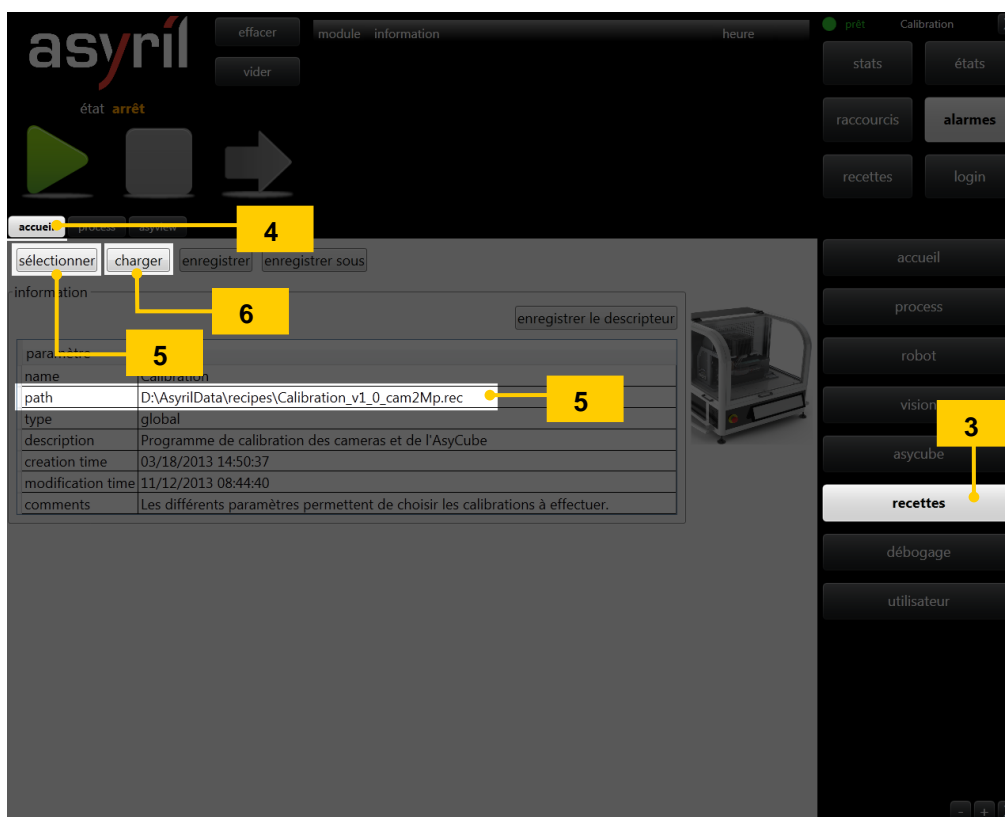 asyril
effacer
module information heure
prêt Calibration
vider
stats états
état arrêt
raccourcis alarmes
recettes login
accueil process asyview
4
sélectionner charger enregistrer enregistrer sous
accueil
information
6
enregistrer le descripteur
process
paramètre
5
robot
name Calibration
path D:\AsyrilData\recipes\Calibration_v1_0_cam2Mp.rec
5
vision
type global
3
description Programme de calibration des cameras et de l'AsyCube
asycube
creation time 03/18/2013 14:50:37
modification time 11/12/2013 08:44:40
comments Les différents paramètres permettent de choisir les calibrations à effectuer.
recettes
débogage
utilisateur
- +